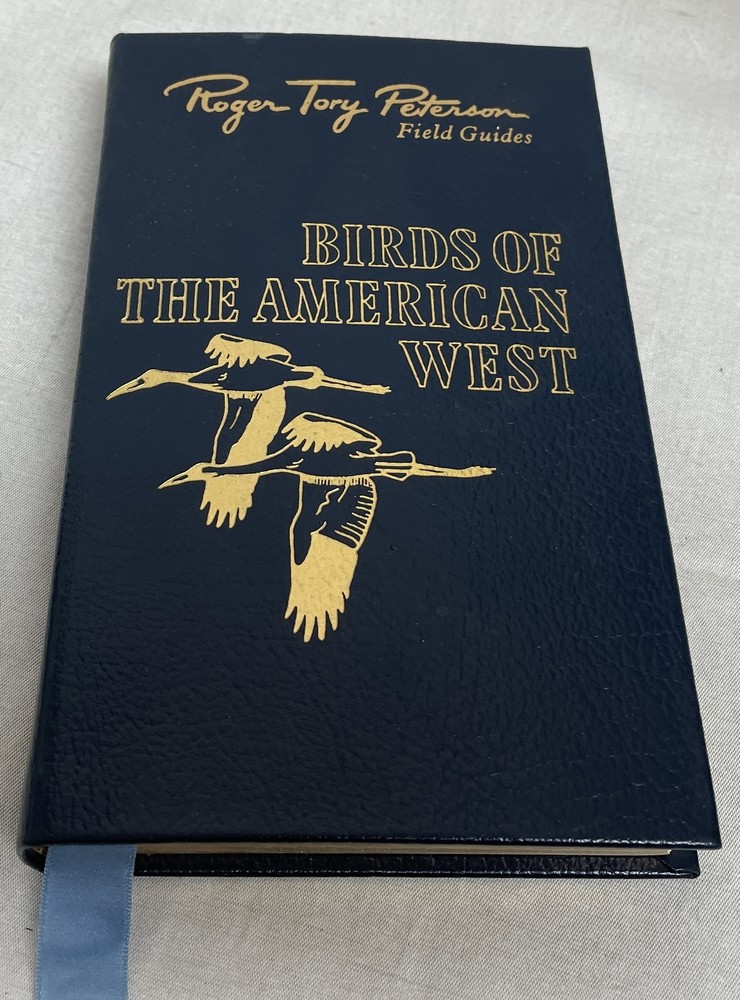 Roger Tory Peterson
Field Guides
BIRDS OF
THE AMERICAN
WEST